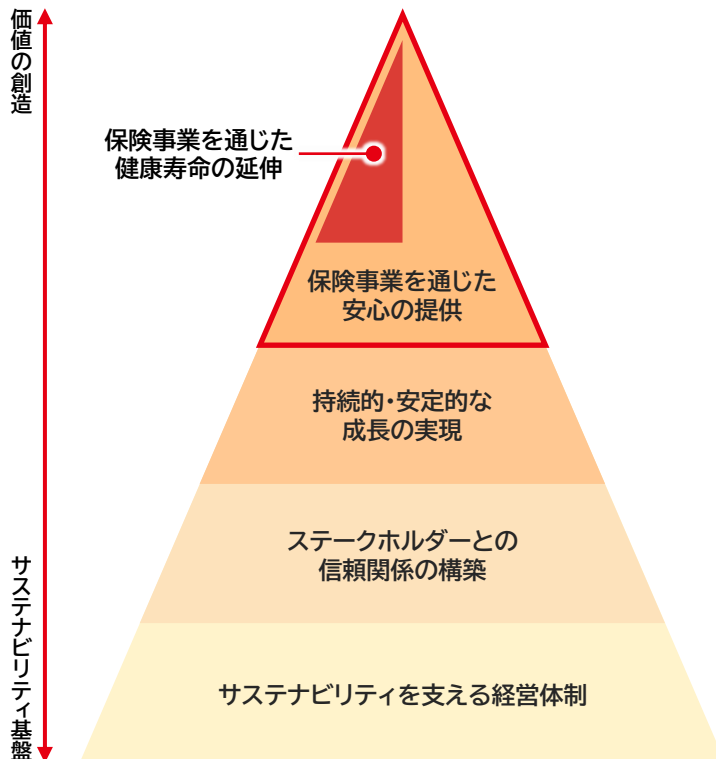 価値の創造
保険事業を通じた
健康寿命の延伸
保険事業を通じた
安心の提供
持続的・安定的な
成長の実現
ステークホルダーとの
信頼関係の構築
サステナビリティを支える経営体制
サステナビリティ基盤